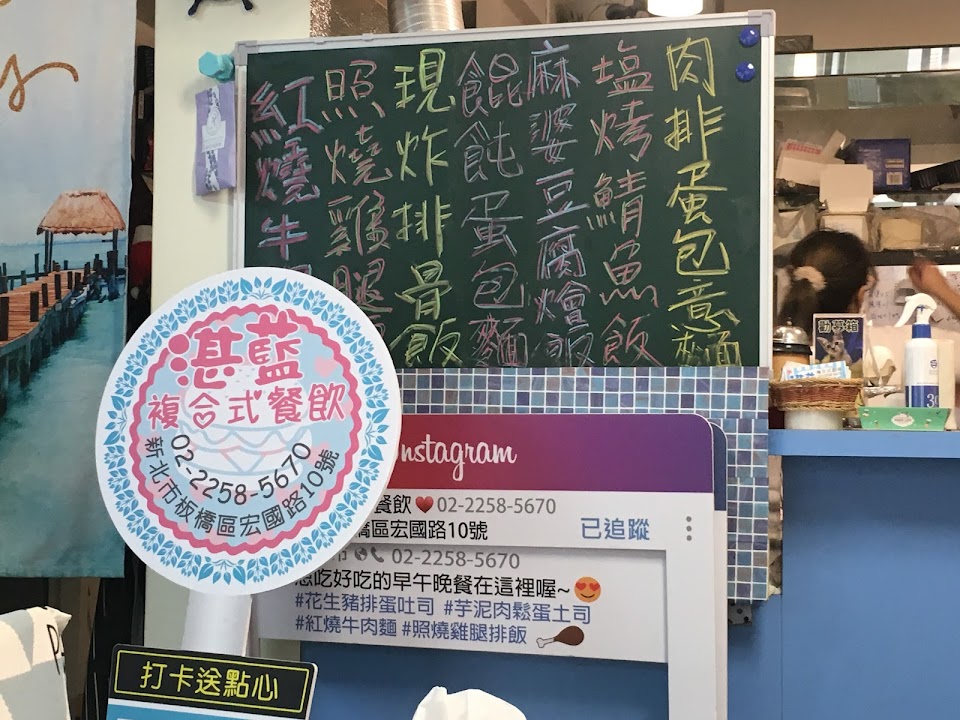 肉排蛋包意麵
塩烤鯖魚飯
麻婆豆腐燴飯
餛飩蛋包麵
現炸排骨飯
照燒雞腿
紅燒牛
湛藍
複合式餐飲
02-2258-5670
新北市板橋區宏國路10號
Instagram
餐飲❤️02-2258-5670
橋區宏國路10號
已追蹤
市 02-2258-5670
想吃好吃的早午晚餐在這裡喔~😍
#花生豬排蛋吐司 #芋泥肉鬆蛋土司
#紅燒牛肉麵 #照燒雞腿排飯 🍗
打卡送點心
勸募箱